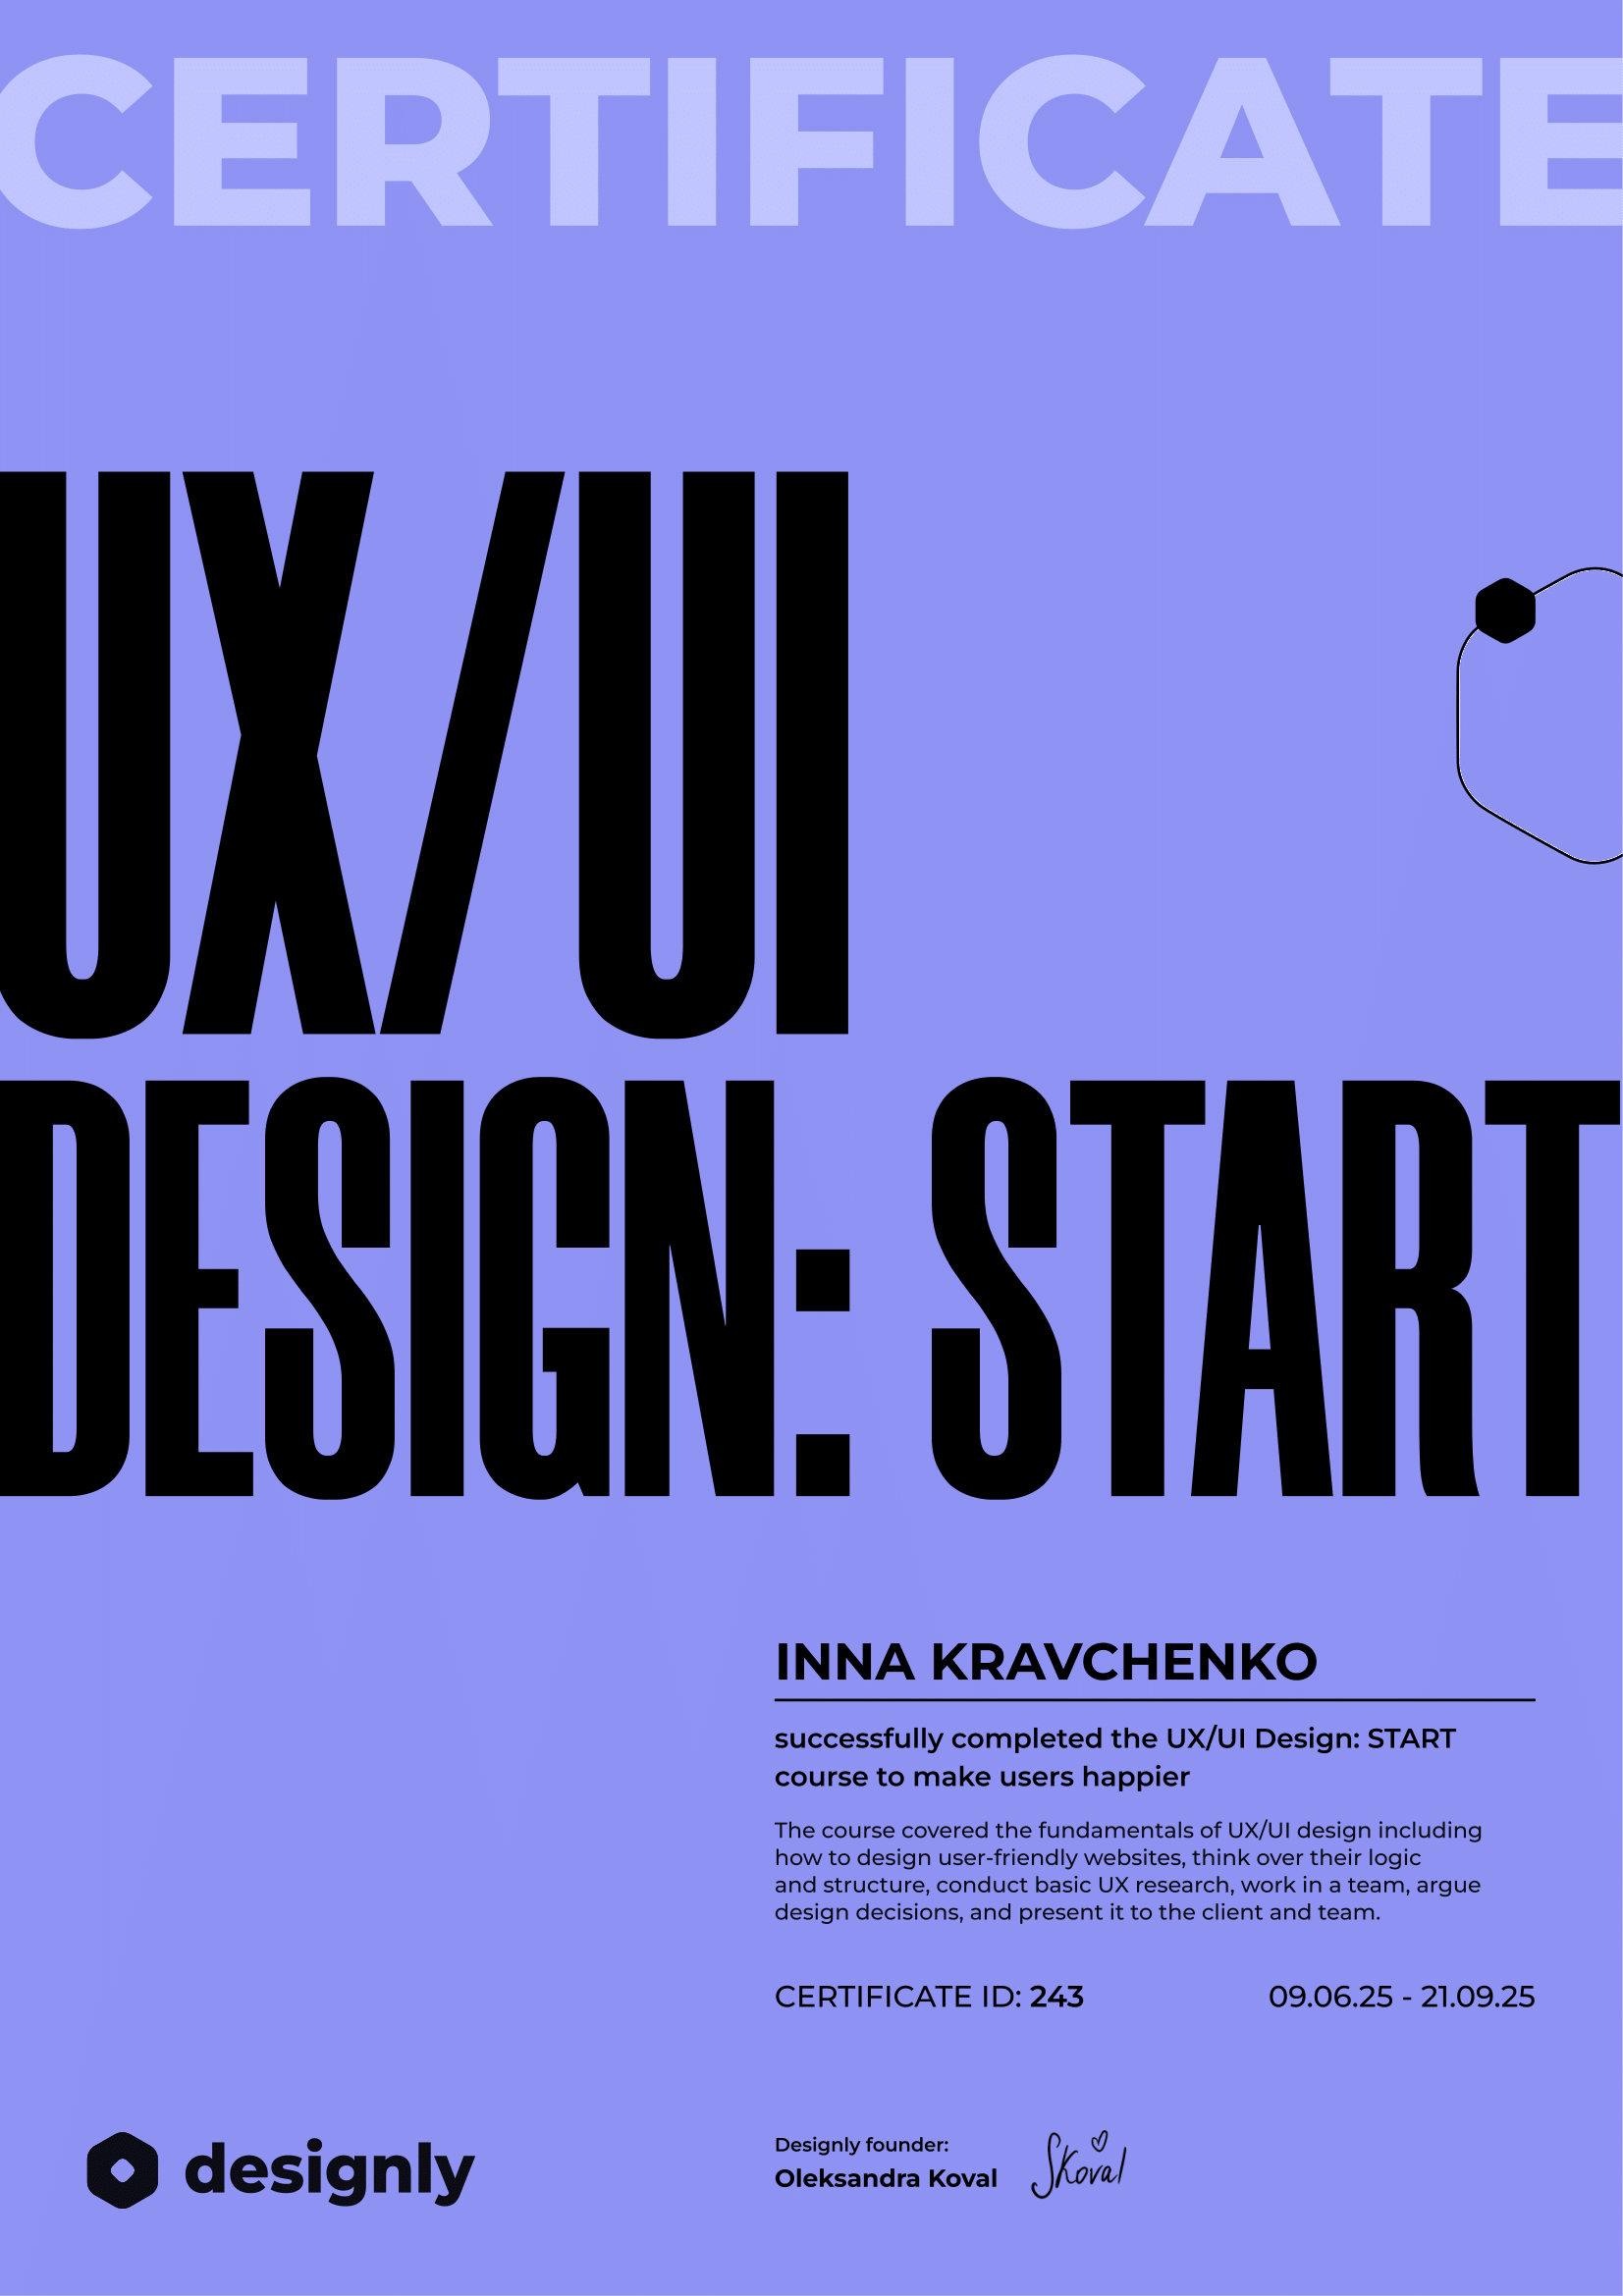 CERTIFICATE
UX/UI
DESIGN: START
INNA KRAVCHENKO
successfully completed the UX/UI Design: START
course to make users happier
The course covered the fundamentals of UX/UI design including
how to design user-friendly websites, think over their logic
and structure, conduct basic UX research, work in a team, argue
design decisions, and present it to the client and team.
CERTIFICATE ID: 243 09.06.25 - 21.09.25
designly
Designly founder:
Oleksandra Koval
SKoval